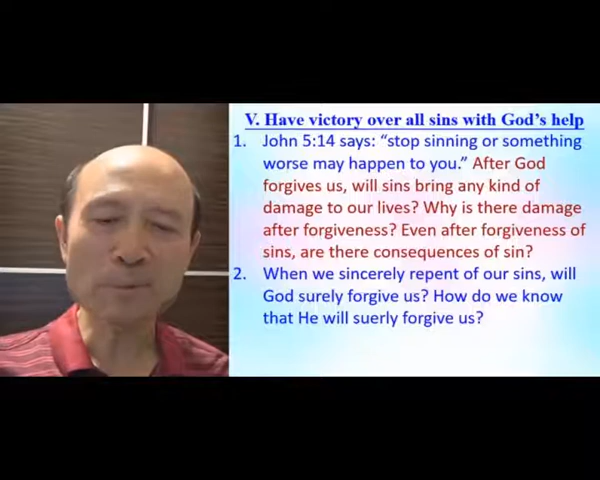 V. Have victory over all sins with God's help
1. John 5:14 says: “stop sinning or something
worse may happen to you.” After God
forgives us, will sins bring any kind of
damage to our lives? Why is there damage
after forgiveness? Even after forgiveness of
sins, are there consequences of sin?
2. When we sincerely repent of our sins, will
God surely forgive us? How do we know
that He will suerly forgive us?